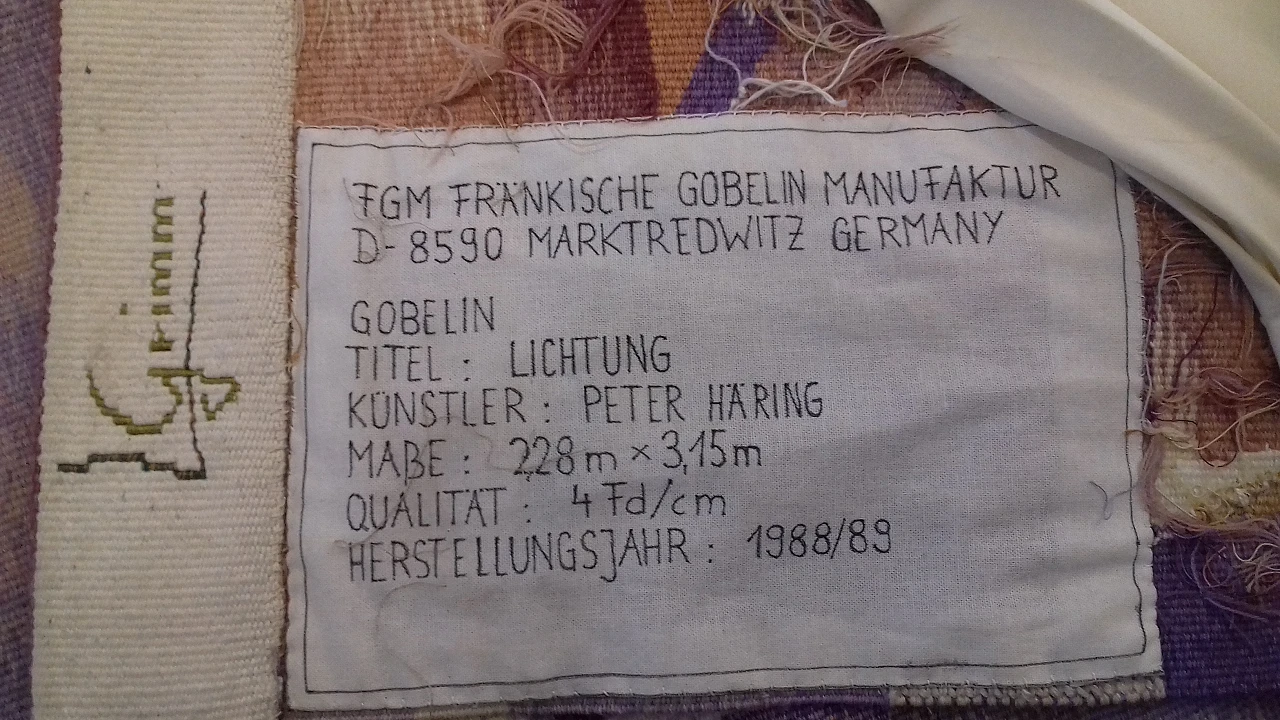 FGM FRÄNKISCHE GOBELIN MANUFAKTUR
D-8590 MARKTREDWITZ GERMANY
GOBELIN
TITEL : LICHTUNG
KÜNSTLER : PETER HÄRING
MAßE : 2,28 m × 3,15 m
QUALITÄT : 4 Fd/cm
HERSTELLUNGSJAHR : 1988/89